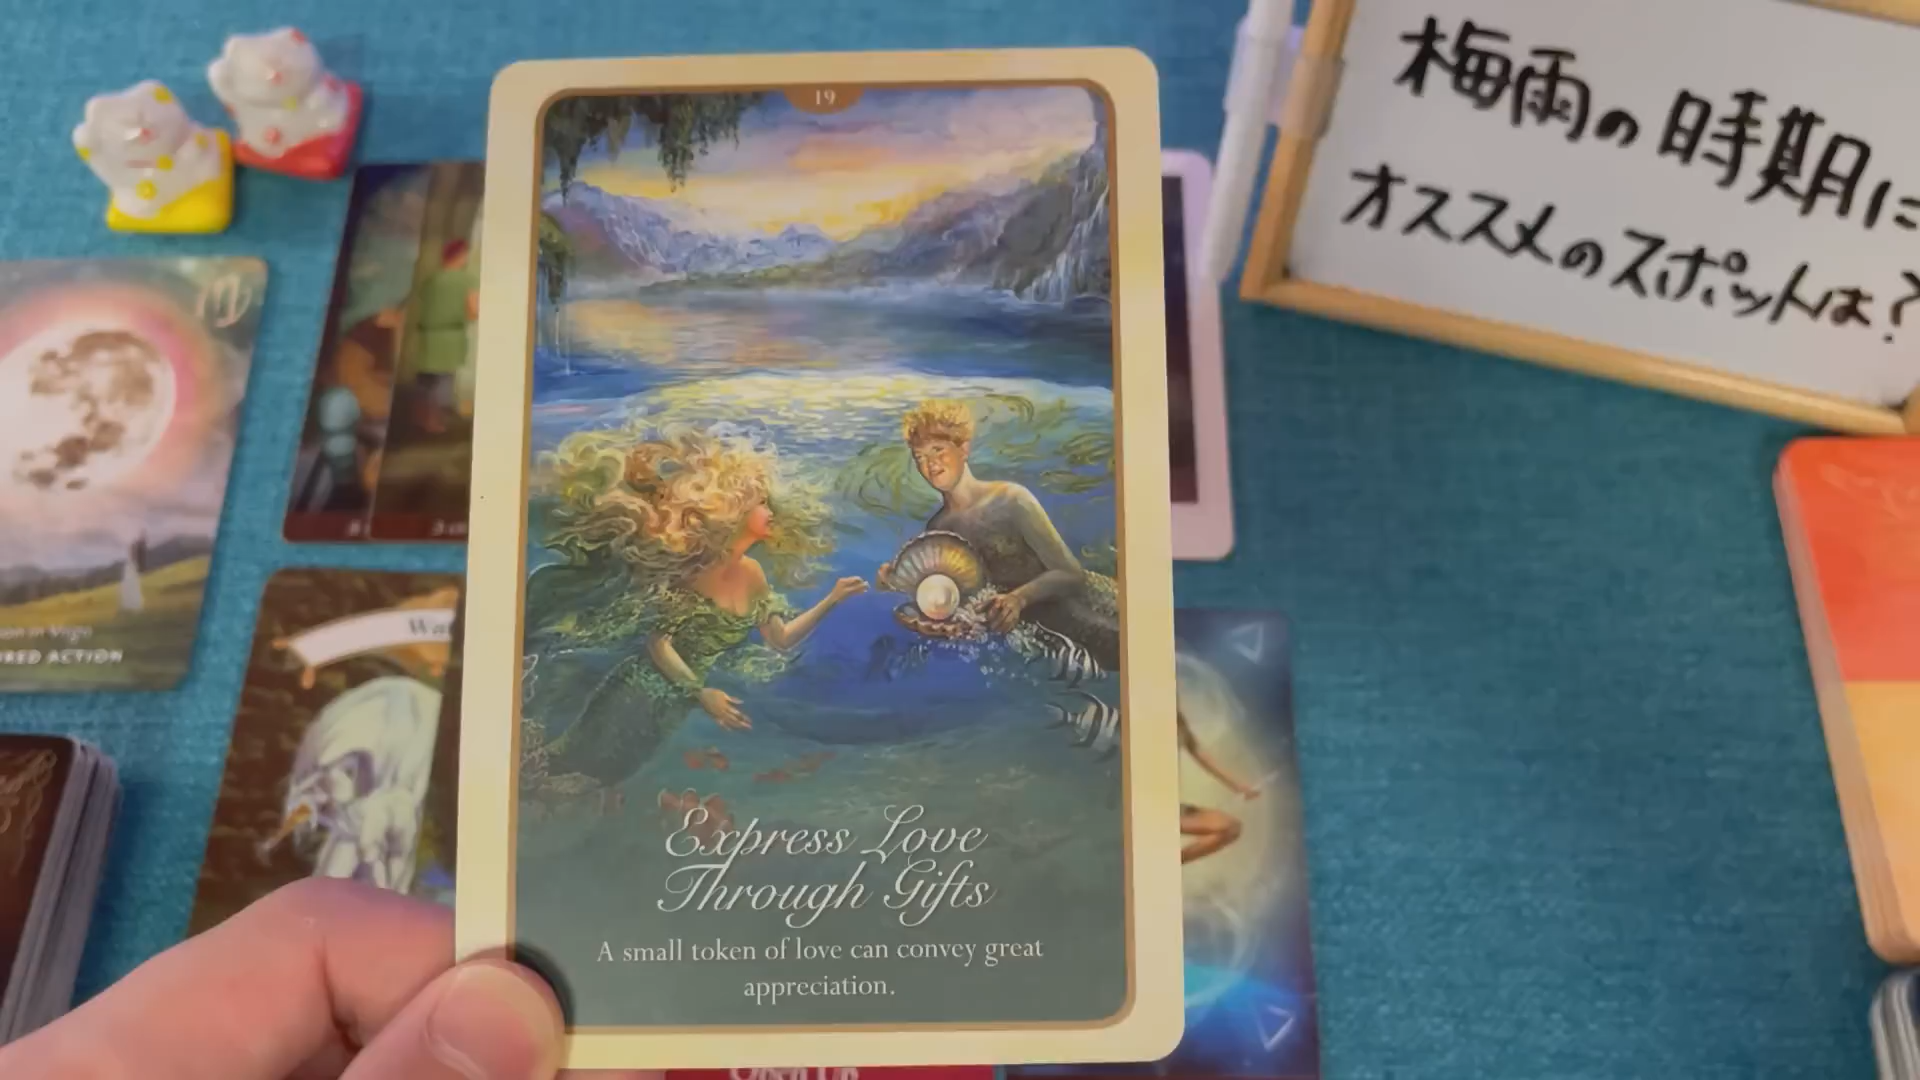 19
梅雨の時期に
オススメのスポットは?
Express Love
Through Gifts
A small token of love can convey great
appreciation.